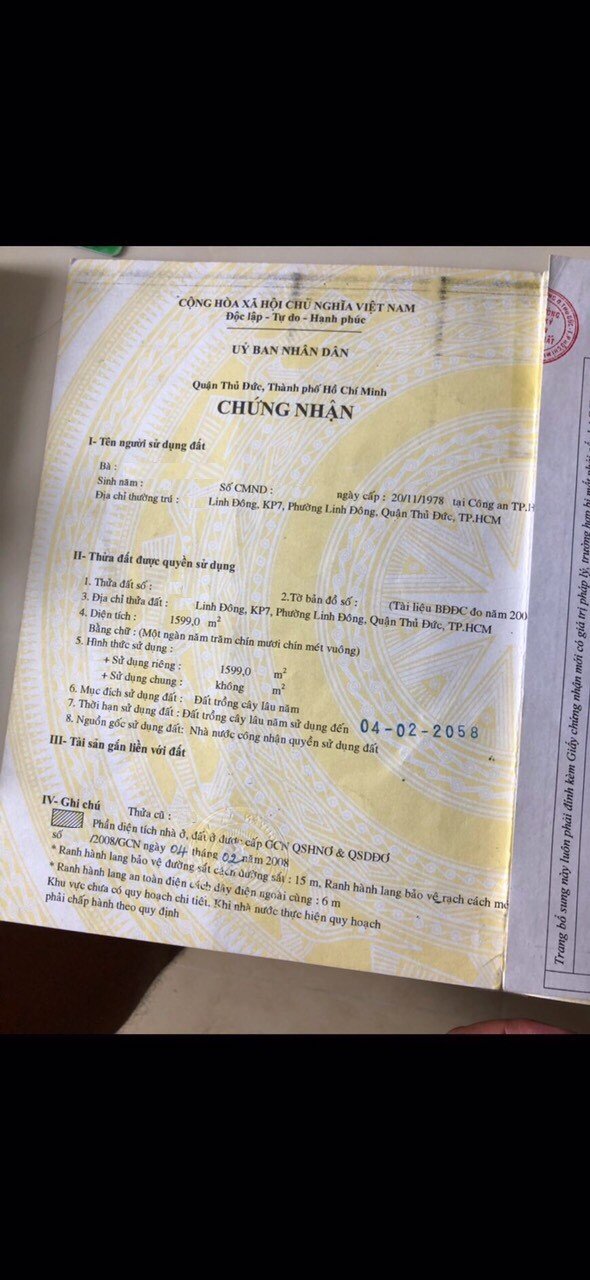 CỘNG HÒA XÃ HỘI CHỦ NGHĨA VIỆT NAM
Độc lập - Tự do - Hạnh phúc
UỶ BAN NHÂN DÂN
Quận Thủ Đức, Thành phố Hồ Chí Minh
CHỨNG NHẬN
I- Tên người sử dụng đất
Bà :
Sinh năm : Số CMND : ngày cấp : 20/11/1978 tại Công an TP.H
Địa chỉ thường trú : Linh Đông, KP7, Phường Linh Đông, Quận Thủ Đức, TP.HCM
II- Thửa đất được quyền sử dụng
1. Thửa đất số : 2.Tờ bản đồ số : (Tài liệu BĐĐC đo năm 200
3. Địa chỉ thửa đất : Linh Đông, KP7, Phường Linh Đông, Quận Thủ Đức, TP.HCM
4. Diện tích : 1599,0 m²
Bằng chữ : (Một ngàn năm trăm chín mươi chín mét vuông)
5. Hình thức sử dụng :
+ Sử dụng riêng : 1599,0 m²
+ Sử dụng chung : không m²
6. Mục đích sử dụng đất : Đất trồng cây lâu năm
7. Thời hạn sử dụng đất : Đất trồng cây lâu năm sử dụng đến 04-02-2058
8. Nguồn gốc sử dụng đất: Nhà nước công nhận quyền sử dụng đất
III- Tài sản gắn liền với đất
IV- Ghi chú Thửa cũ :
Phần diện tích nhà ở, đất ở được cấp GCN QSHNƠ & QSDĐƠ
số /2008/GCN ngày 04 tháng 02 năm 2008
* Ranh hành lang bảo vệ đường sắt cách đường sắt : 15 m, Ranh hành lang bảo vệ rạch cách mé
* Ranh hành lang an toàn điện cách dây điện ngoài cùng : 6 m
Khu vực chưa có quy hoạch chi tiết. Khi nhà nước thực hiện quy hoạch
phải chấp hành theo quy định
Trang bổ sung này luôn phải đính kèm Giấy chứng nhận mới có giá trị pháp lý, trường hợp bị mất phải